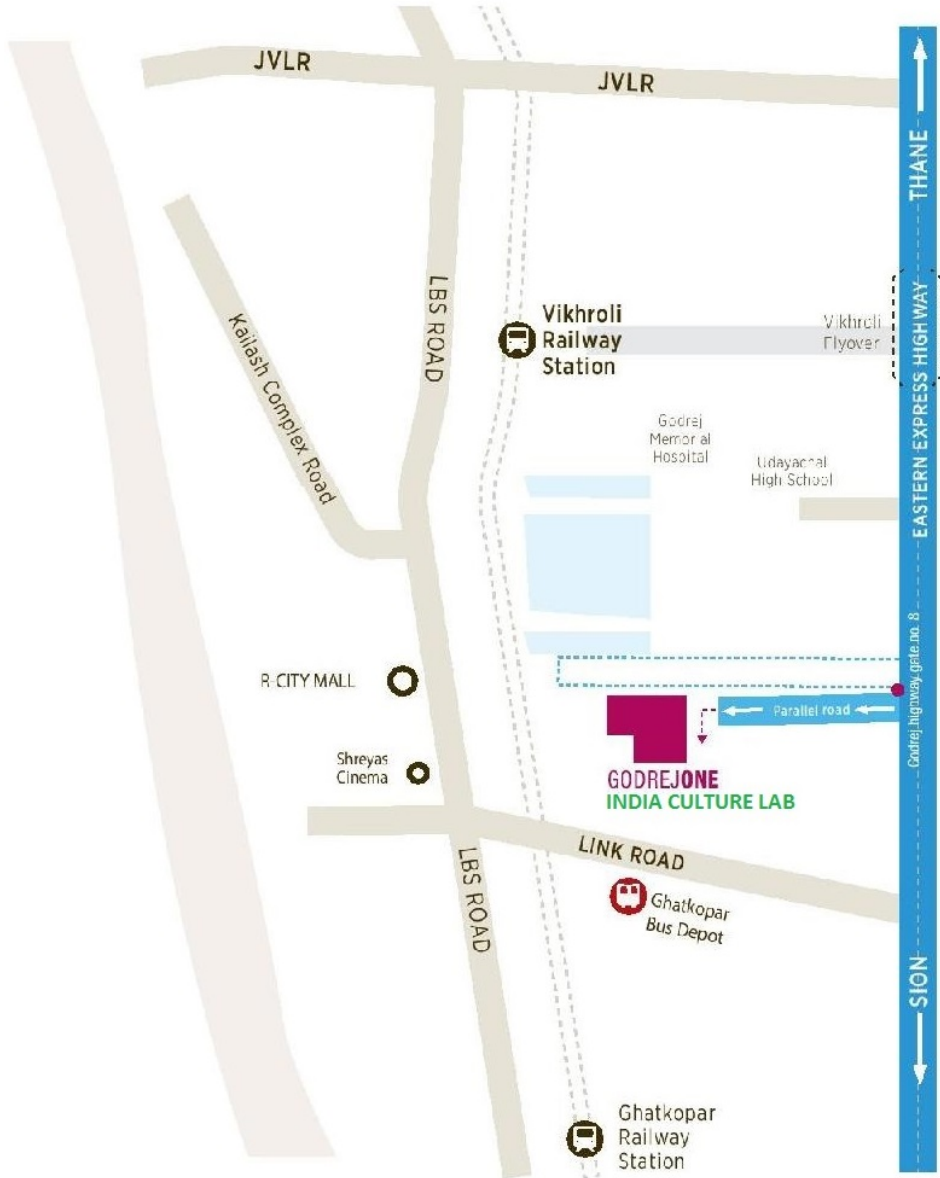 JVLR
JVLR
THANE
LBS ROAD
Kailash Complex Road
Vikhroli
Railway
Station
Vikhroli
Flyover
EASTERN EXPRESS HIGHWAY
Godrej
Memorial
Hospital
Udayachal
High School
R-CITY MALL
Godrej highway gate no. 8
Parallel road
Shreyas
Cinema
GODREJONE
INDIA CULTURE LAB
LINK ROAD
LBS ROAD
Ghatkopar
Bus Depot
SION
Ghatkopar
Railway
Station